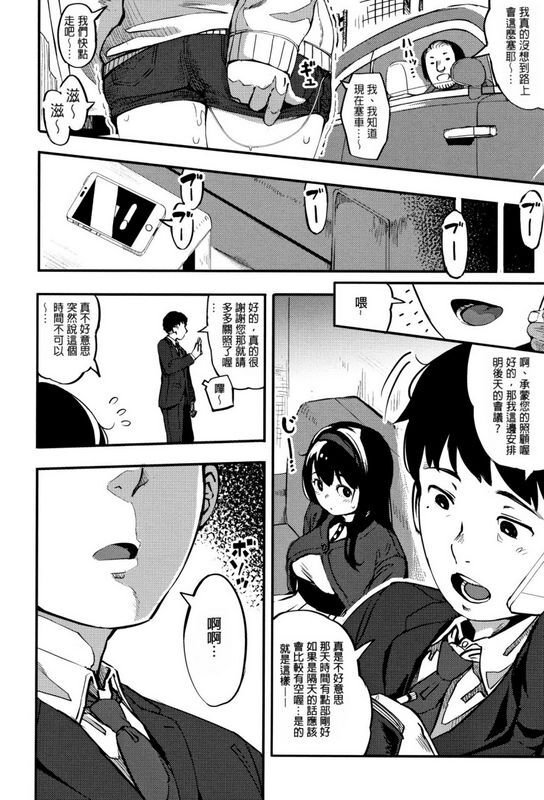 我真的沒想到路上
會這麼塞耶～…
我、我知道
現在塞車…～
ギュ
我們快點
走吧～…
滋～
滋～
ブー
ブー
ブー
ブー
喂～
啊、承蒙您的照顧喔
好的，那我這邊安排
明後天的會議？
じー
好的，真的很
謝謝您那就請
多多關照了喔
嗶～
真不好意思
突然說這個
時間不可以
～…
真是不好意思
那天時間有點部剛好
如果是隔天的話應該
會比較有空喔…是的
就是這樣——
ボソ
啊啊…